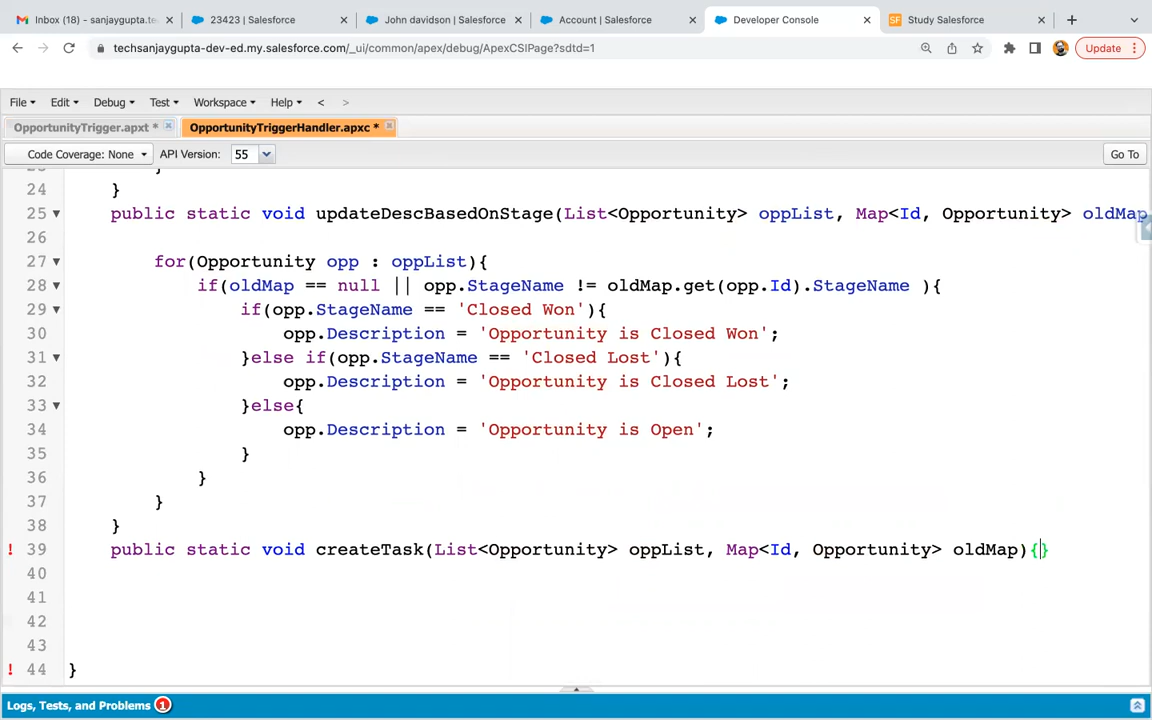 Inbox (18) - sanjaygupta.te
23423 | Salesforce
John davidson | Salesforce
Account | Salesforce
Developer Console
SF Study Salesforce
techsanjaygupta-dev-ed.my.salesforce.com/_ui/common/apex/debug/ApexCSIPage?sdtd=1
Update
File Edit Debug Test Workspace Help < >
OpportunityTrigger.apxt * OpportunityTriggerHandler.apxc *
Code Coverage: None API Version: 55 Go To
24 }
25 public static void updateDescBasedOnStage(List<Opportunity> oppList, Map<Id, Opportunity> oldMap
26
27 for(Opportunity opp : oppList){
28 if(oldMap == null || opp.StageName != oldMap.get(opp.Id).StageName ){
29 if(opp.StageName == 'Closed Won'){
30 opp.Description = 'Opportunity is Closed Won';
31 }else if(opp.StageName == 'Closed Lost'){
32 opp.Description = 'Opportunity is Closed Lost';
33 }else{
34 opp.Description = 'Opportunity is Open';
35 }
36 }
37 }
38 }
! 39 public static void createTask(List<Opportunity> oppList, Map<Id, Opportunity> oldMap){}
40
41
42
43
! 44 }
Logs, Tests, and Problems 1